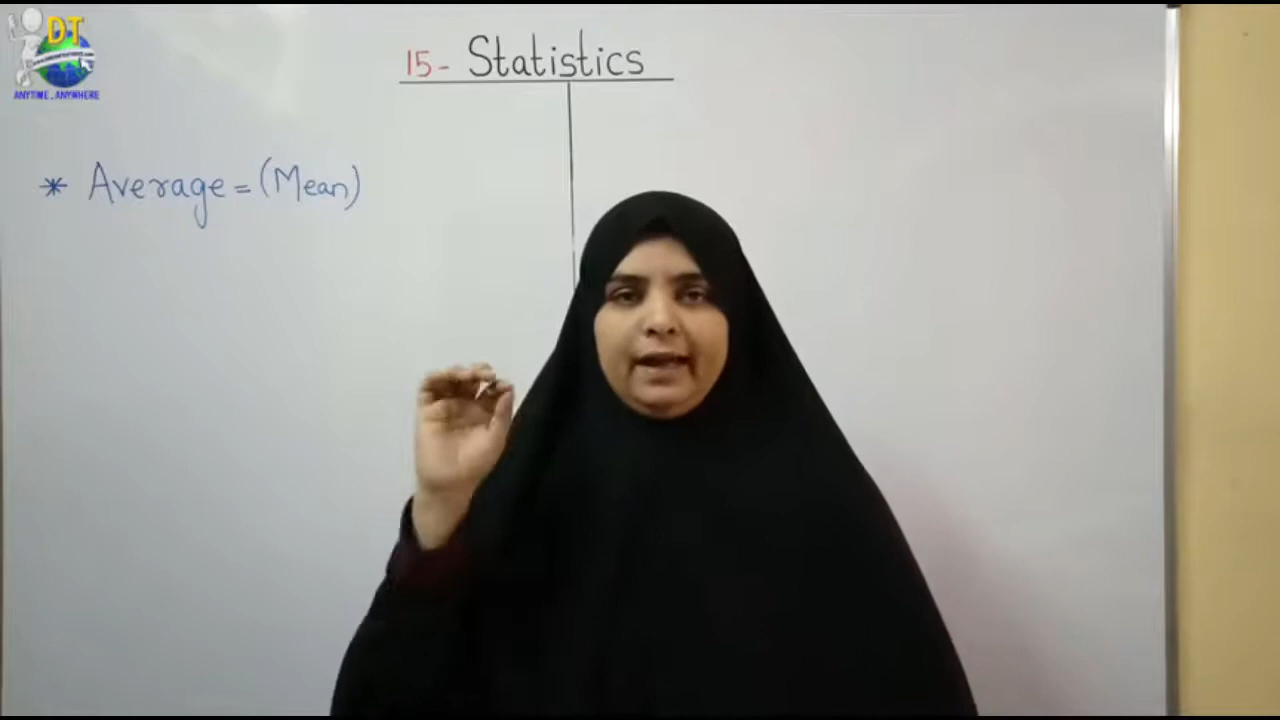 DT
ANYTIME . ANYWHERE
15- Statistics
* Average = (Mean)